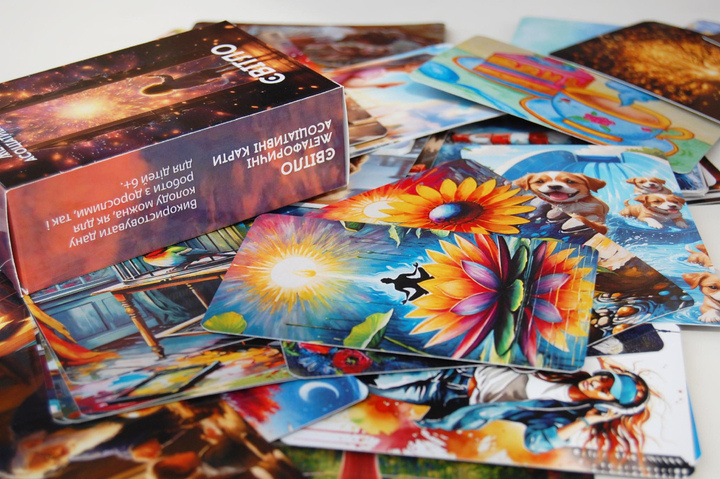 СВІТЛО
СВІТЛО
МЕТАФОРИЧНІ
АСОЦІАТИВНІ КАРТИ
Використовувати дану
колоду можна, як для
роботи з дорослими, так і
для дітей 6+.